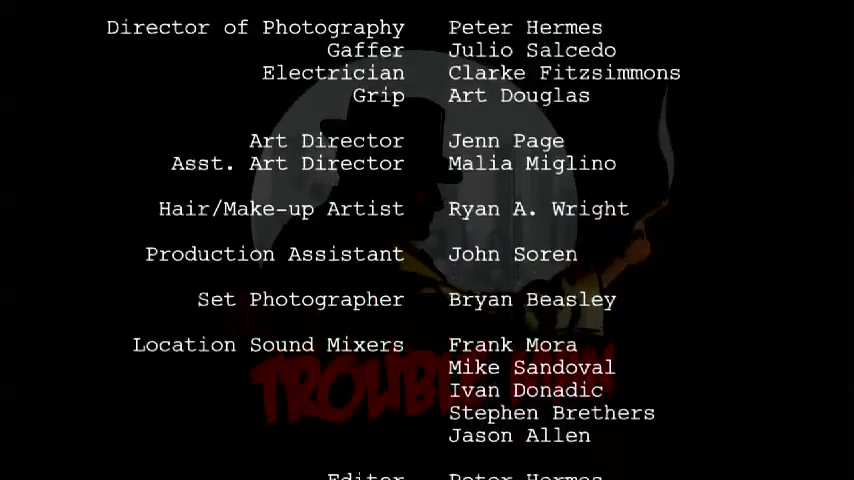 Director of Photography Peter Hermes
Gaffer Julio Salcedo
Electrician Clarke Fitzsimmons
Grip Art Douglas
Art Director Jenn Page
Asst. Art Director Malia Miglino
Hair/Make-up Artist Ryan A. Wright
Production Assistant John Soren
Set Photographer Bryan Beasley
Location Sound Mixers Frank Mora
Mike Sandoval
TROUBLE
Ivan Donadic
Stephen Brethers
Jason Allen
Editor Peter Hermes